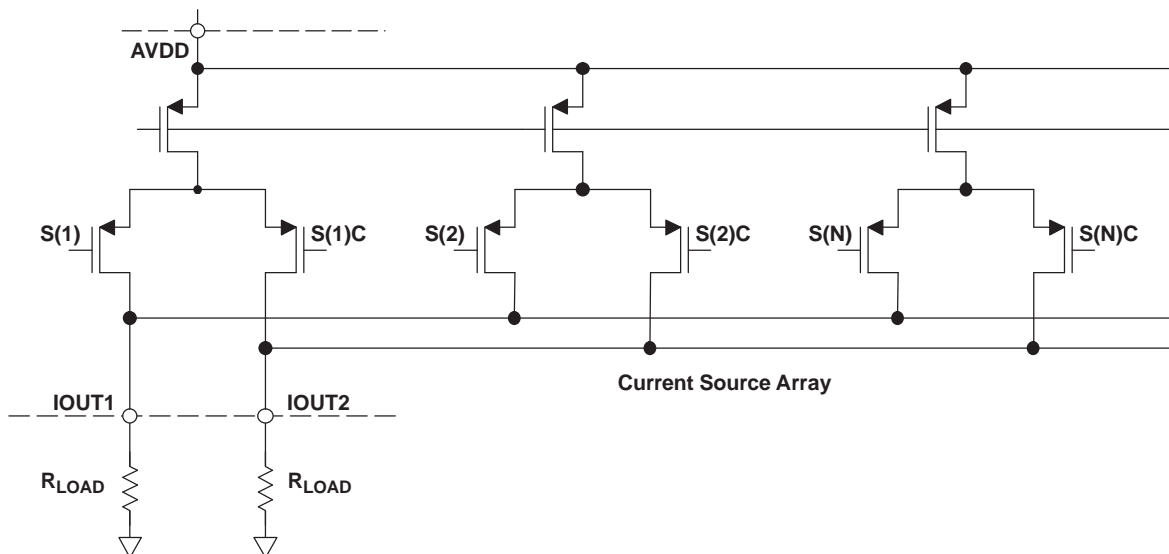 AVDD
S(1)
S(1)C
S(2)
S(2)C
S(N)
S(N)C
Current Source Array
IOUT1
IOUT2
RLOAD
RLOAD